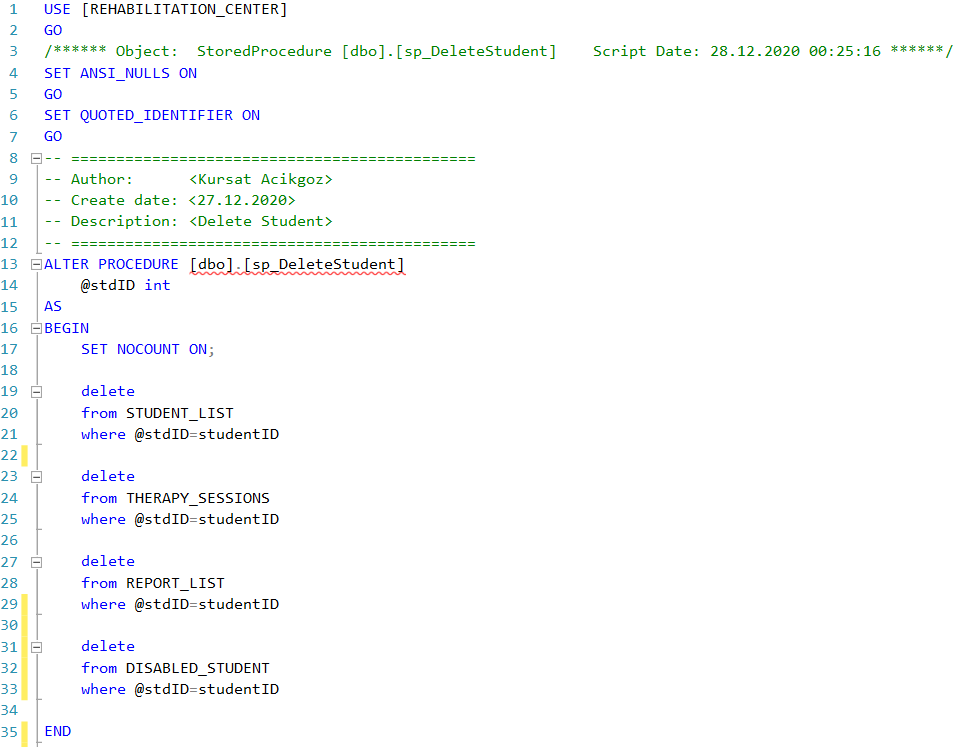 1 USE [REHABILITATION_CENTER]
2 GO
3 /****** Object:  StoredProcedure [dbo].[sp_DeleteStudent]    Script Date: 28.12.2020 00:25:16 ******/
4 SET ANSI_NULLS ON
5 GO
6 SET QUOTED_IDENTIFIER ON
7 GO
8 -- =============================================
9 -- Author:      <Kursat Acikgoz>
10 -- Create date: <27.12.2020>
11 -- Description: <Delete Student>
12 -- =============================================
13 ALTER PROCEDURE [dbo].[sp_DeleteStudent]
14     @stdID int
15 AS
16 BEGIN
17     SET NOCOUNT ON;
18
19     delete
20     from STUDENT_LIST
21     where @stdID=studentID
22
23     delete
24     from THERAPY_SESSIONS
25     where @stdID=studentID
26
27     delete
28     from REPORT_LIST
29     where @stdID=studentID
30
31     delete
32     from DISABLED_STUDENT
33     where @stdID=studentID
34
35 END